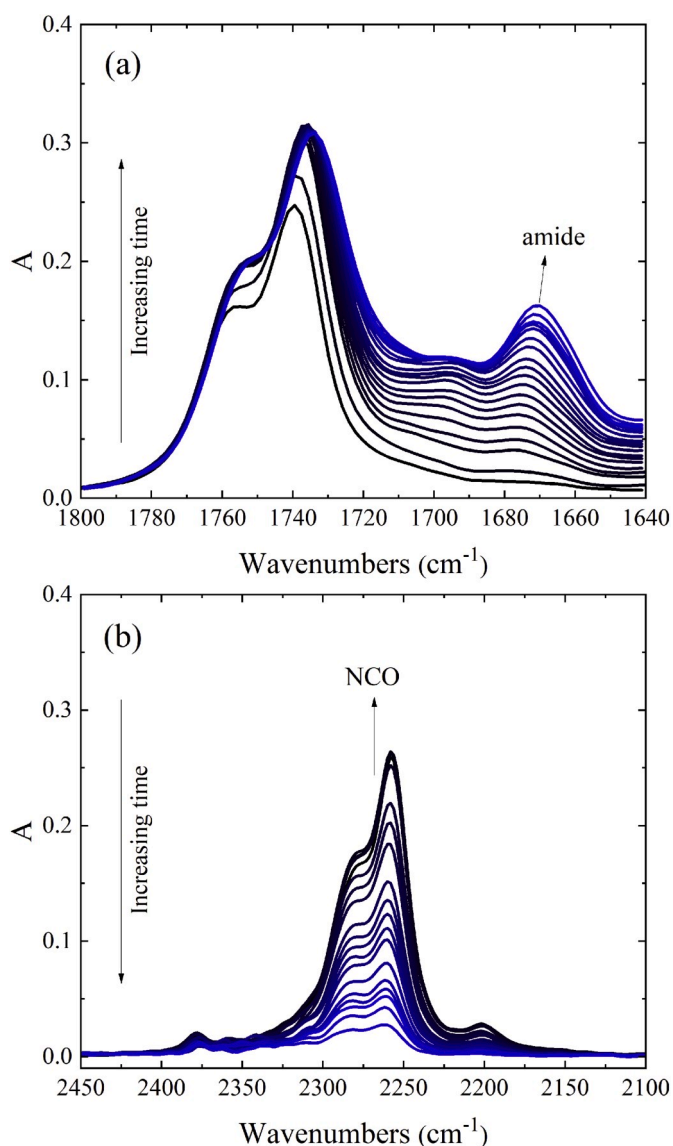 0.4
(a)
0.3
Increasing time
A
0.2
amide
0.1
0.0
1800 1780 1760 1740 1720 1700 1680 1660 1640
Wavenumbers (cm⁻¹)
0.4
(b)
NCO
0.3
Increasing time
A
0.2
0.1
0.0
2450 2400 2350 2300 2250 2200 2150 2100
Wavenumbers (cm⁻¹)